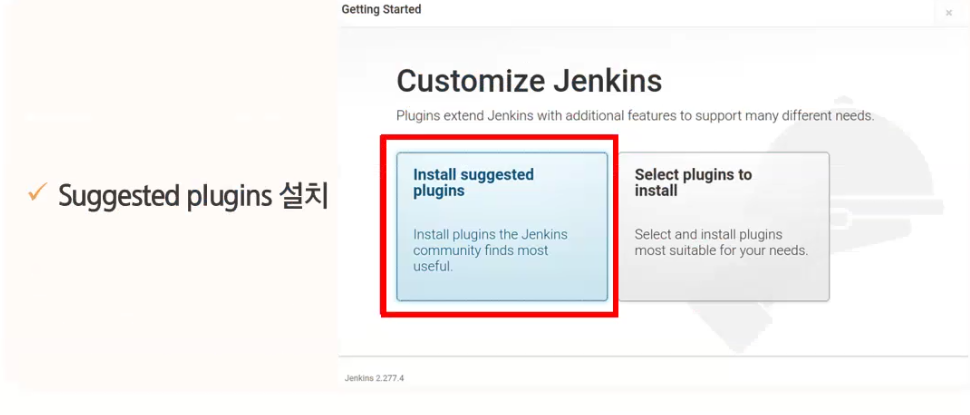 Getting Started
Customize Jenkins
Plugins extend Jenkins with additional features to support many different needs.
✓ Suggested plugins 설치
Install suggested
plugins
Install plugins the Jenkins
community finds most
useful.
Select plugins to
install
Select and install plugins
most suitable for your needs.
Jenkins 2.277.4